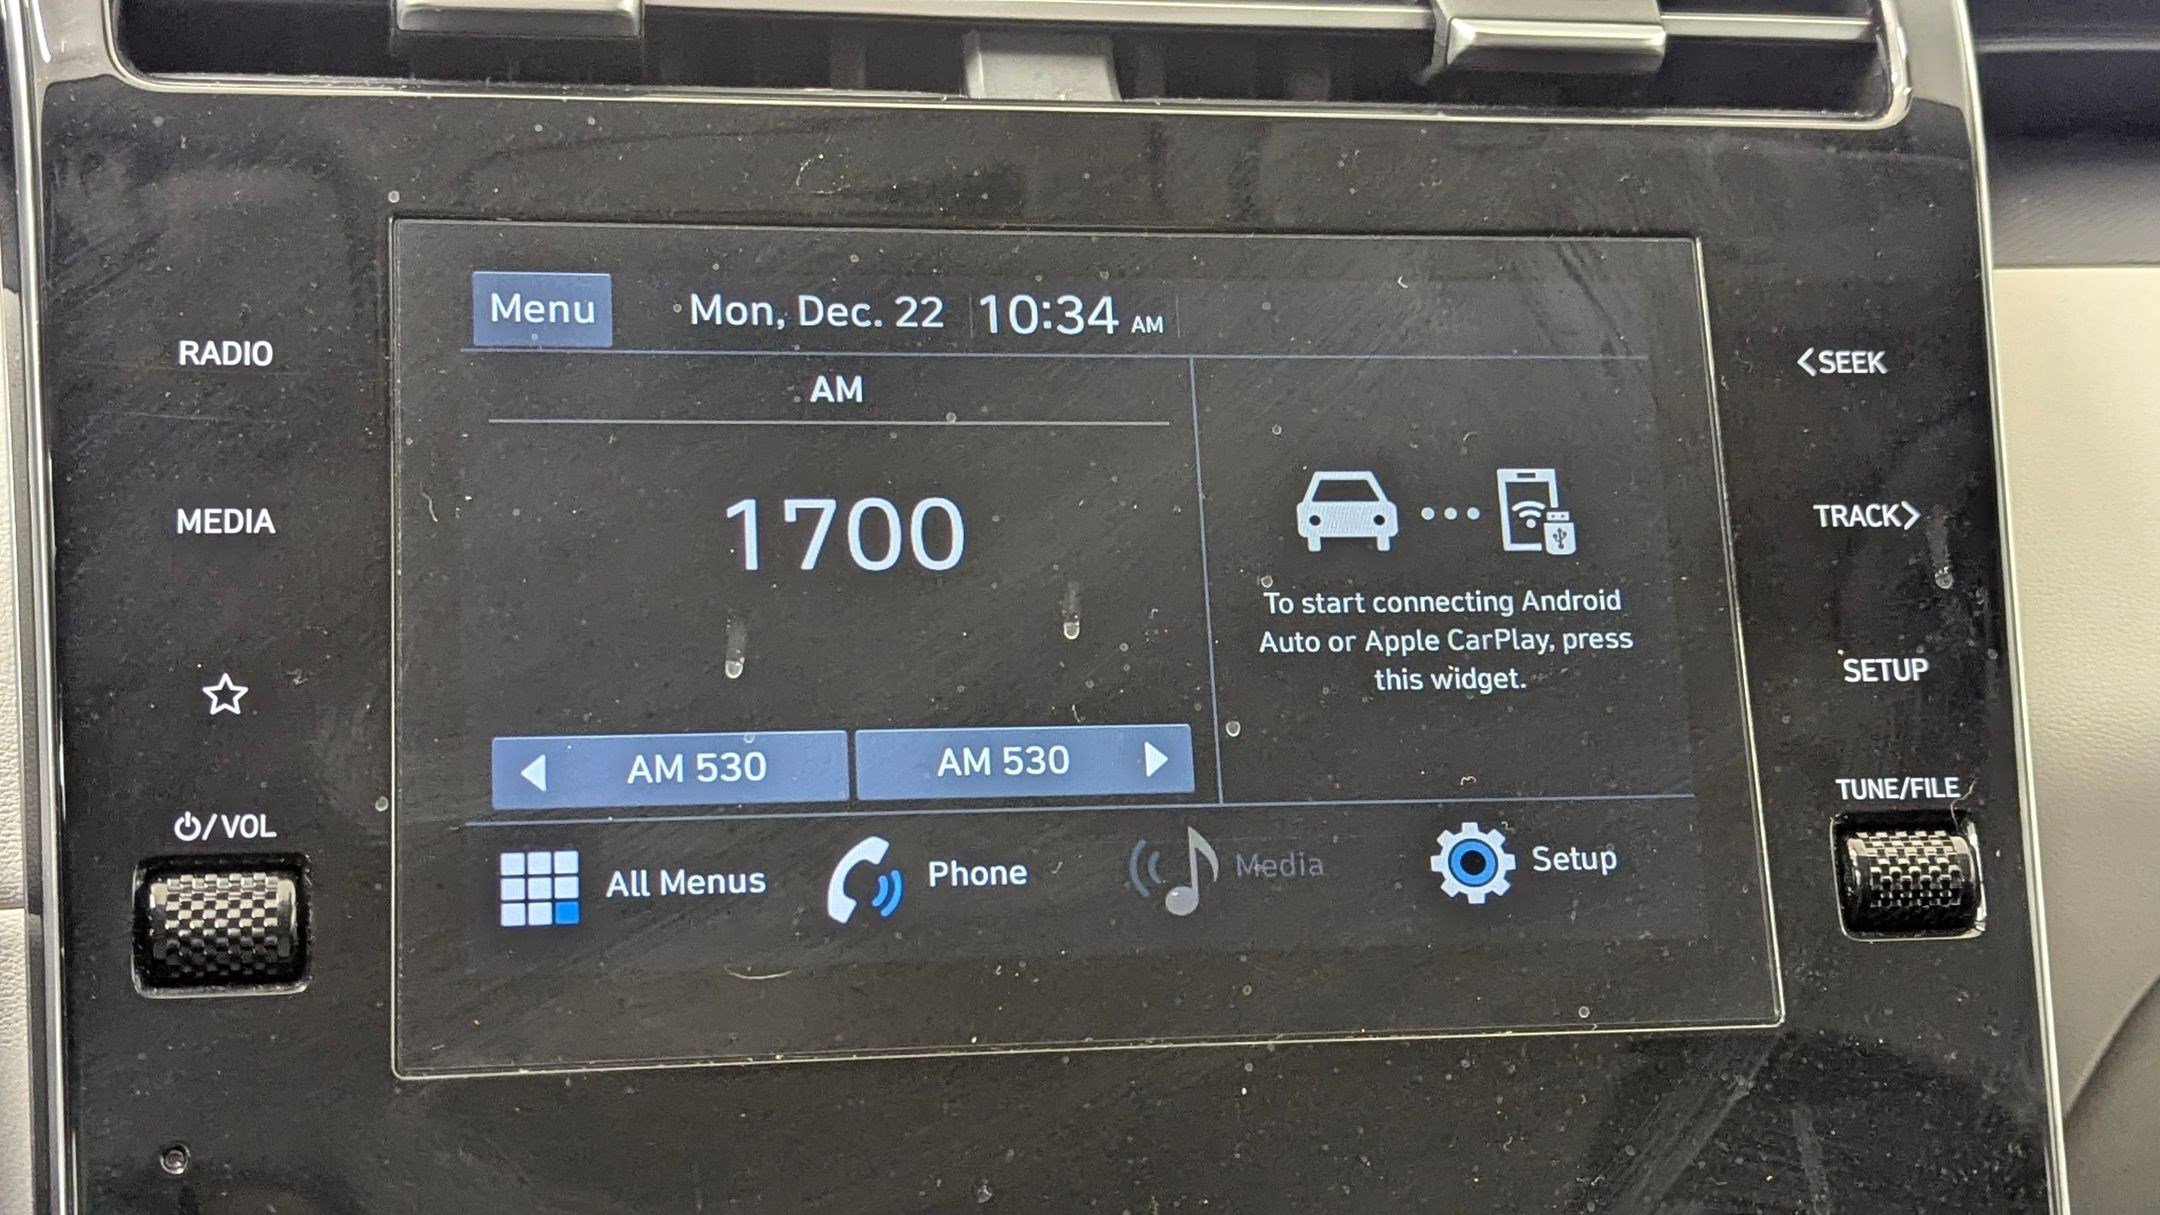 Menu
Mon, Dec. 22 10:34 AM
AM
1700
AM 530
AM 530
To start connecting Android
Auto or Apple CarPlay, press
this widget.
All Menus
Phone
Media
Setup
RADIO
MEDIA
/ VOL
<SEEK
TRACK>
SETUP
TUNE/FILE